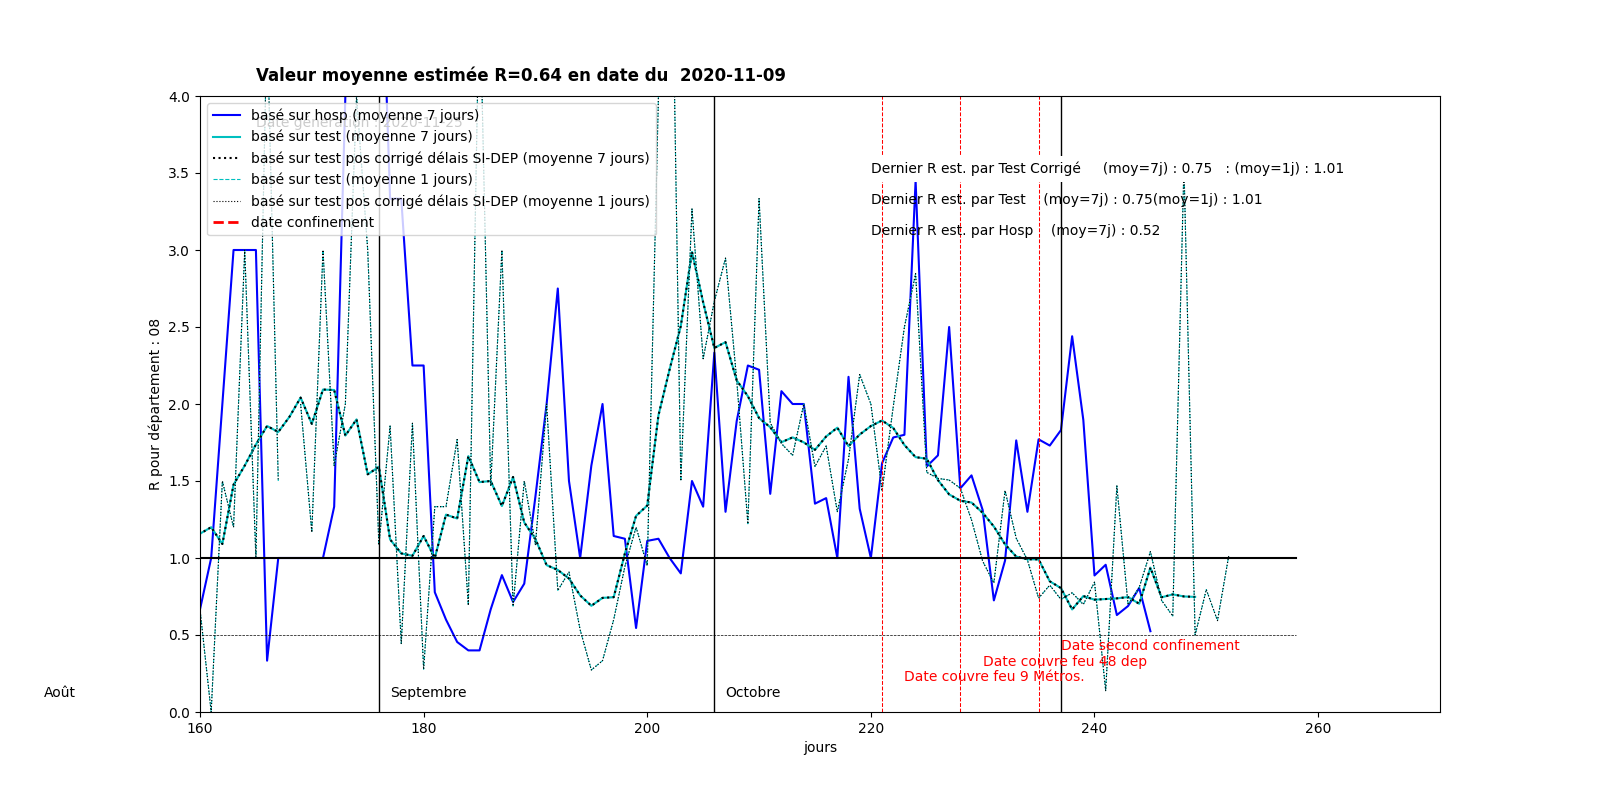 Valeur moyenne estimée R=0.64 en date du  2020-11-09
4.0
3.5
3.0
2.5
2.0
1.5
1.0
0.5
0.0
R pour département : 08
basé sur hosp (moyenne 7 jours)
basé sur test (moyenne 7 jours)
basé sur test pos corrigé délais SI-DEP (moyenne 7 jours)
basé sur test (moyenne 1 jours)
basé sur test pos corrigé délais SI-DEP (moyenne 1 jours)
date confinement
Dernier R est. par Test Corrigé     (moy=7j) : 0.75   : (moy=1j) : 1.01
Dernier R est. par Test    (moy=7j) : 0.75(moy=1j) : 1.01
Dernier R est. par Hosp    (moy=7j) : 0.52
Date second confinement
Date couvre feu 48 dep
Date couvre feu 9 Métros.
Août
Septembre
Octobre
160
180
200
220
240
260
jours